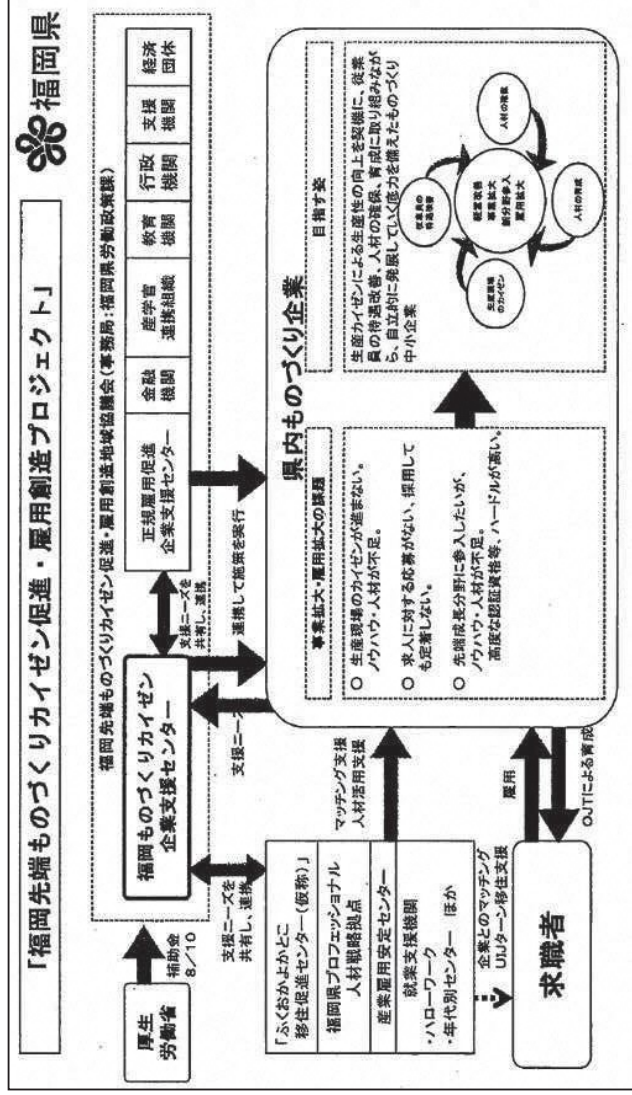 「福岡先端ものづくりカイゼン促進・雇用創造プロジェクト」
福岡県
福岡先端ものづくりカイゼン促進・雇用創造地域協議会(事務局:福岡県労働政策課)
厚生
労働省
補助金
8/10
福岡ものづくりカイゼン
企業支援センター
支援ニーズを
共有し、連携
正規雇用促進
企業支援センター
金融
機関
産学官
連携組織
教育
機関
行政
機関
支援
機関
経済
団体
支援ニーズを
共有し、連携
支援ニーズ
連携して施策を実行
「ふくおかよかとこ
移住促進センター(仮称)」
福岡県プロフェッショナル
人材戦略拠点
産業雇用安定センター
就業支援機関
・ハローワーク
・年代別センター ほか
マッチング支援
人材活用支援
企業とのマッチング
UIJターン移住支援
求職者
雇用
OJTによる育成
県内ものづくり企業
事業拡大・雇用拡大の課題
○ 生産現場のカイゼンが進まない。
ノウハウ・人材が不足。
○ 求人に対する応募がない、採用して
も定着しない。
○ 先端成長分野に参入したいが、
ノウハウ・人材が不足。
高度な認証資格等、ハードルが高い。
目指す姿
生産カイゼンによる生産性の向上を契機に、従業
員の待遇改善、人材の確保、育成に取り組みなが
ら、自立的に発展していく底力を備えたものづくり
中小企業
従業員の
待遇改善
人材の確保
経営改善
事業拡大
新分野参入
雇用拡大
生産現場
のカイゼン
人材の育成